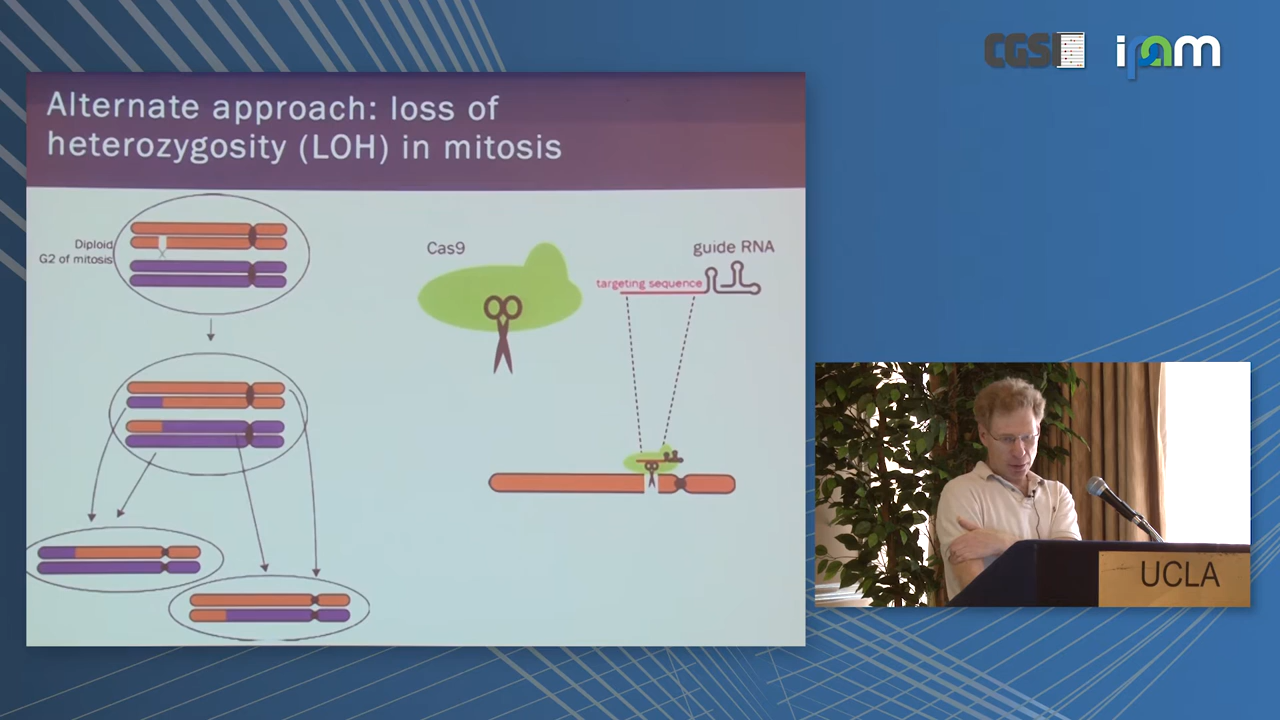 CGSI
ipam
Alternate approach: loss of
heterozygosity (LOH) in mitosis
Diploid
G2 of mitosis
Cas9
guide RNA
targeting sequence
UCLA